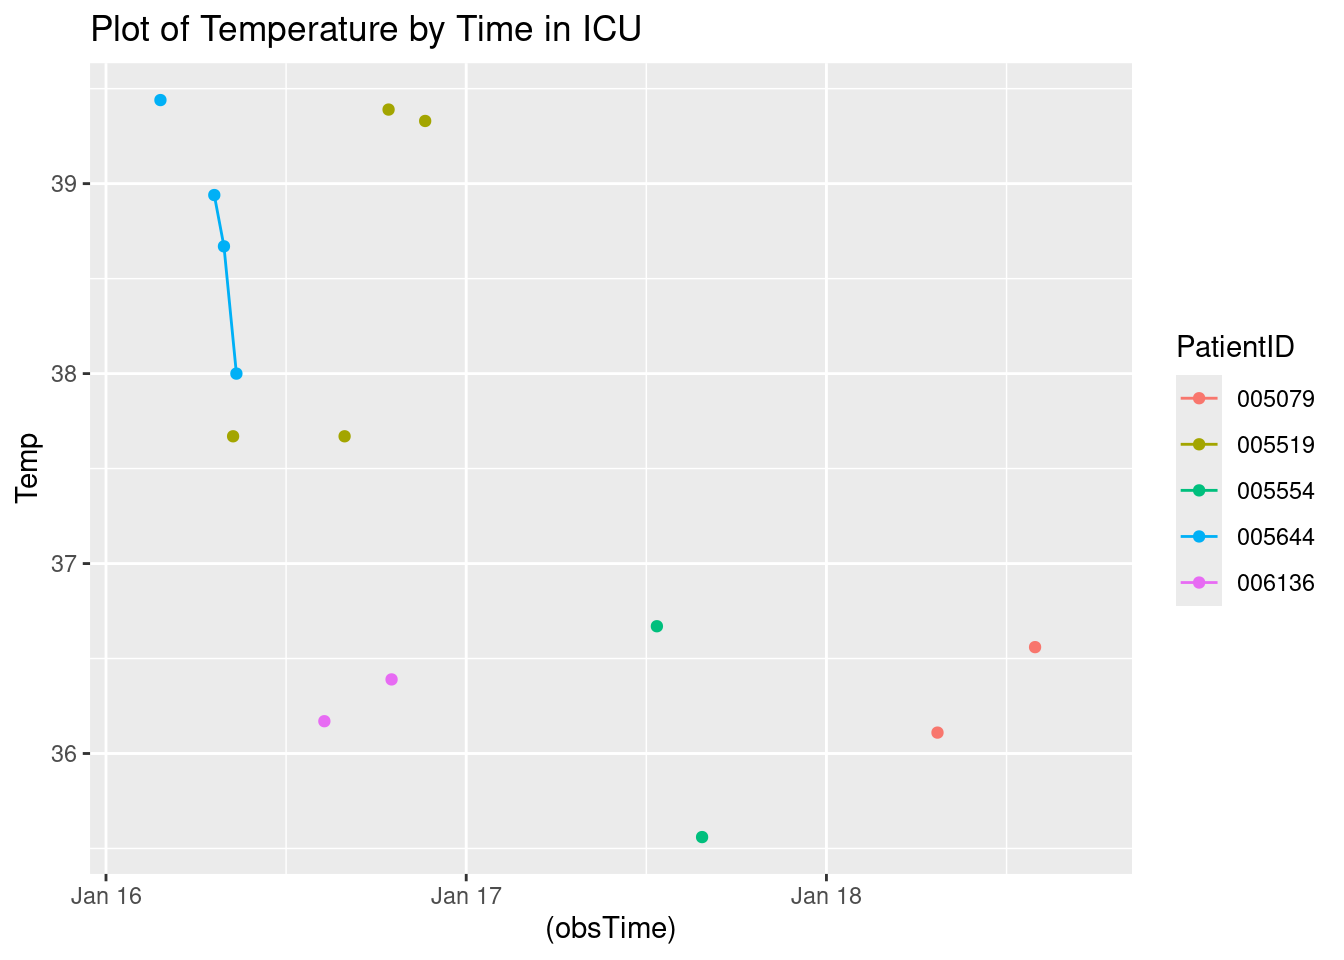 Plot of Temperature by Time in ICU
39
38
37
36
Temp
Jan 16
Jan 17
Jan 18
(obsTime)
PatientID
005079
005519
005554
005644
006136